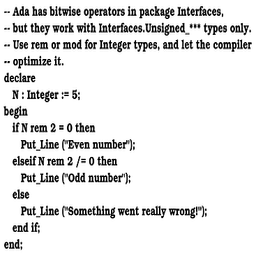 -- Ada has bitwise operators in package Interfaces,
-- but they work with Interfaces.Unsigned_*** types only.
-- Use rem or mod for Integer types, and let the compiler
-- optimize it.
declare
N : Integer := 5;
begin
if N rem 2 = 0 then
Put_Line ("Even number");
elseif N rem 2 /= 0 then
Put_Line ("Odd number");
else
Put_Line ("Something went really wrong!");
end if;
end;